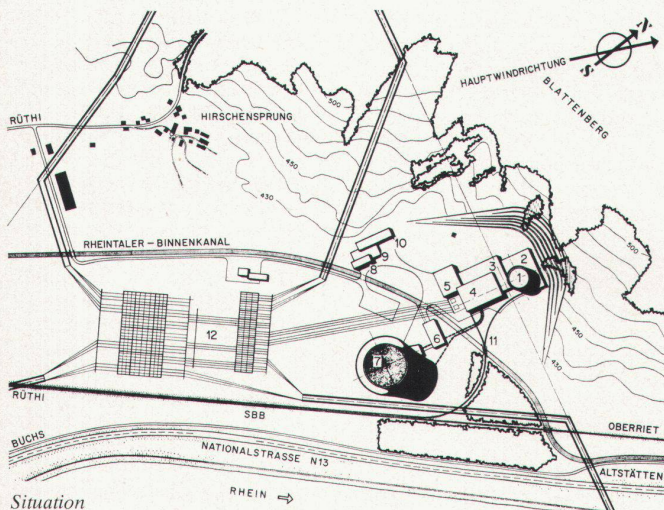 N
S
HAUPTWINDRICHTUNG
BLATTENBERG
500
RÜTHI
HIRSCHENSPRUNG
450
450
430
500
RHEINTALER - BINNENKANAL
10
9
8
3
2
1
5
4
450
12
6
11
7
RÜTHI
SBB
OBERRIET
BUCHS
NATIONALSTRASSE N13
ALTSTÄTTEN
RHEIN
Situation